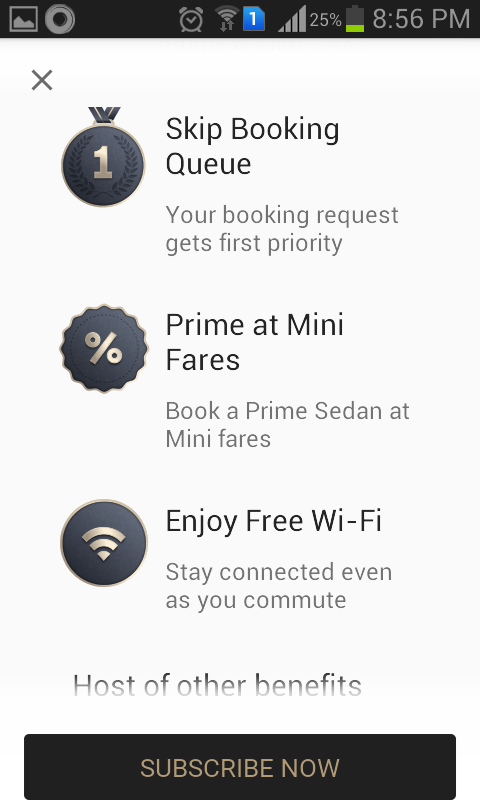 1 25% 8:56 PM
Skip Booking
Queue
1
Your booking request
gets first priority
Prime at Mini
Fares
%
Book a Prime Sedan at
Mini fares
Enjoy Free Wi-Fi
Stay connected even
as you commute
Host of other benefits
SUBSCRIBE NOW